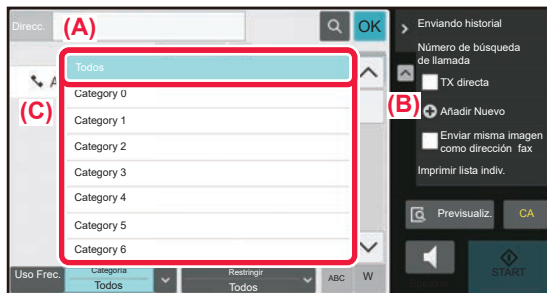 Direcc.
(A)
OK
Todos
A
(C)
Category 0
Category 1
Category 2
Category 3
Category 4
Category 5
Category 6
Uso Frec.
Categoría
Todos
Restringir
Todos
ABC
W
Enviando historial
Número de búsqueda
de llamada
TX directa
(B)
Añadir Nuevo
Enviar misma imagen
como dirección fax
Imprimir lista indiv.
Previsualiz.
CA
START